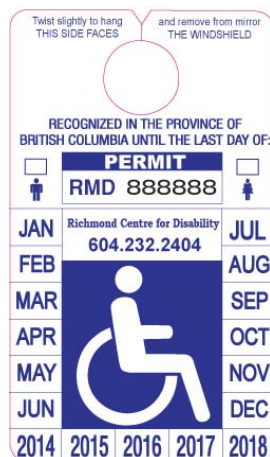 Twist slightly to hang
THIS SIDE FACES
and remove from mirror
THE WINDSHIELD
RECOGNIZED IN THE PROVINCE OF
BRITISH COLUMBIA UNTIL THE LAST DAY OF:
PERMIT
RMD 888888
Richmond Centre for Disability
604.232.2404
JAN
FEB
MAR
APR
MAY
JUN
JUL
AUG
SEP
OCT
NOV
DEC
2014 2015 2016 2017 2018